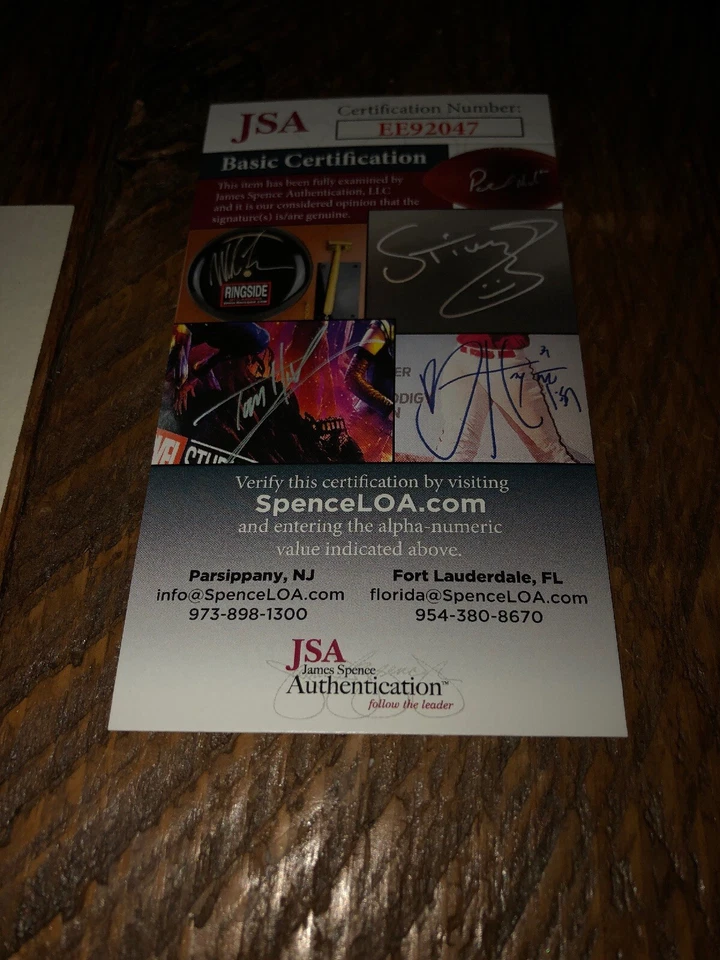 JSA
Certification Number:
EE92047
Basic Certification
This item has been fully examined by
James Spence Authentication, LLC
and it is our considered opinion that the
signature(s) is/are genuine.
RINGSIDE
Verify this certification by visiting
SpenceLOA.com
and entering the alpha-numeric
value indicated above.
Parsippany, NJ
info@SpenceLOA.com
973-898-1300
Fort Lauderdale, FL
florida@SpenceLOA.com
954-380-8670
JSA
James Spence
Authentication™
follow the leader